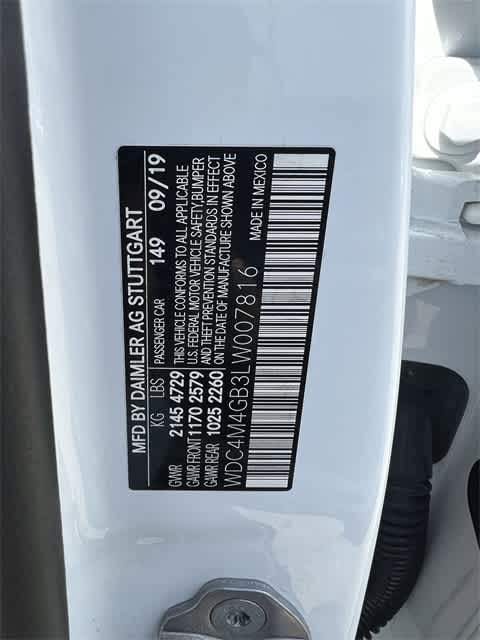 MFD BY DAIMLER AG STUTTGART
KG LBS PASSENGER CAR 149 09/19
GVWR 2145 4729 THIS VEHICLE CONFORMS TO ALL APPLICABLE
GAWR FRONT 1170 2579 U.S. FEDERAL MOTOR VEHICLE SAFETY, BUMPER
GAWR REAR 1025 2260 AND THEFT PREVENTION STANDARDS IN EFFECT
ON THE DATE OF MANUFACTURE SHOWN ABOVE
WDC4M4GB3LW007816 MADE IN MEXICO